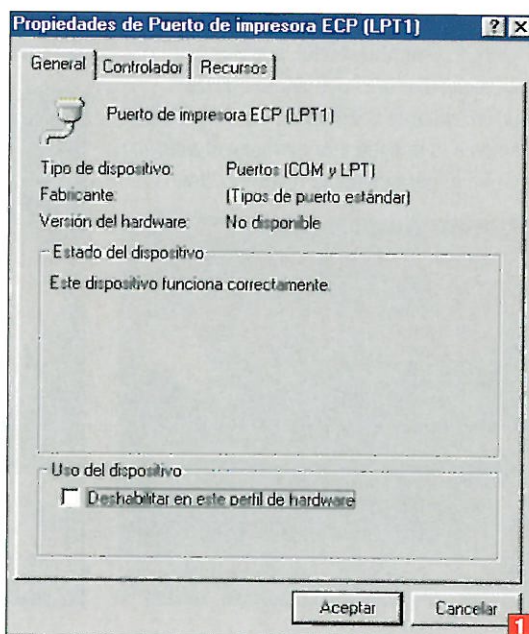 Propiedades de Puerto de impresora ECP (LPT1)
General Controlador Recursos
Puerto de impresora ECP (LPT1)
Tipo de dispositivo: Puertos (COM y LPT)
Fabricante: (Tipos de puerto estándar)
Versión del hardware: No disponible
Estado del dispositivo
Este dispositivo funciona correctamente.
Uso del dispositivo
Deshabilitar en este perfil de hardware
Aceptar Cancelar
1